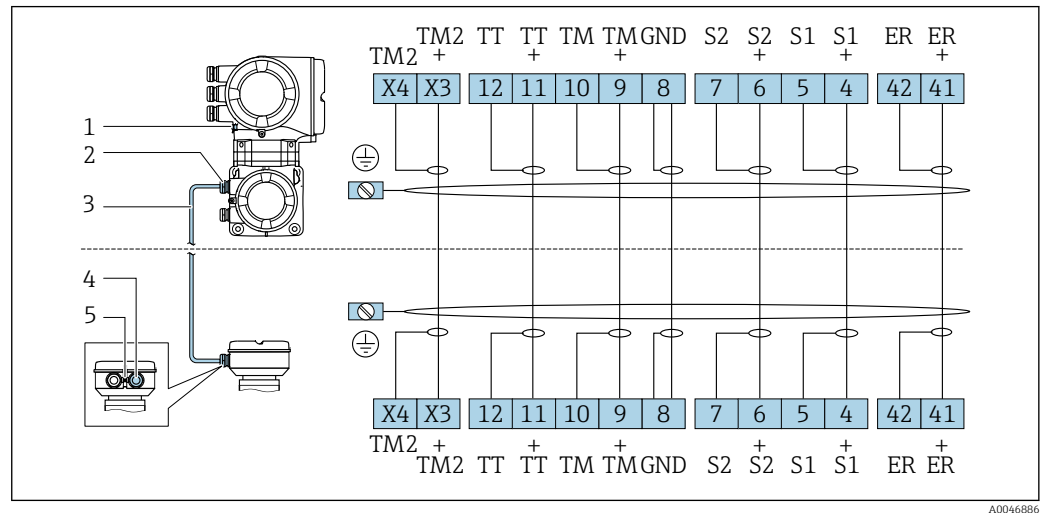 TM2 TT TT TM TM GND S2 S2 S1 S1 ER ER
TM2 + + + + + +
X4 X3 12 11 10 9 8 7 6 5 4 42 41
1
2
3
4
5
X4 X3 12 11 10 9 8 7 6 5 4 42 41
TM2 + + + + + +
TM2 TT TT TM TM GND S2 S2 S1 S1 ER ER
A0046886